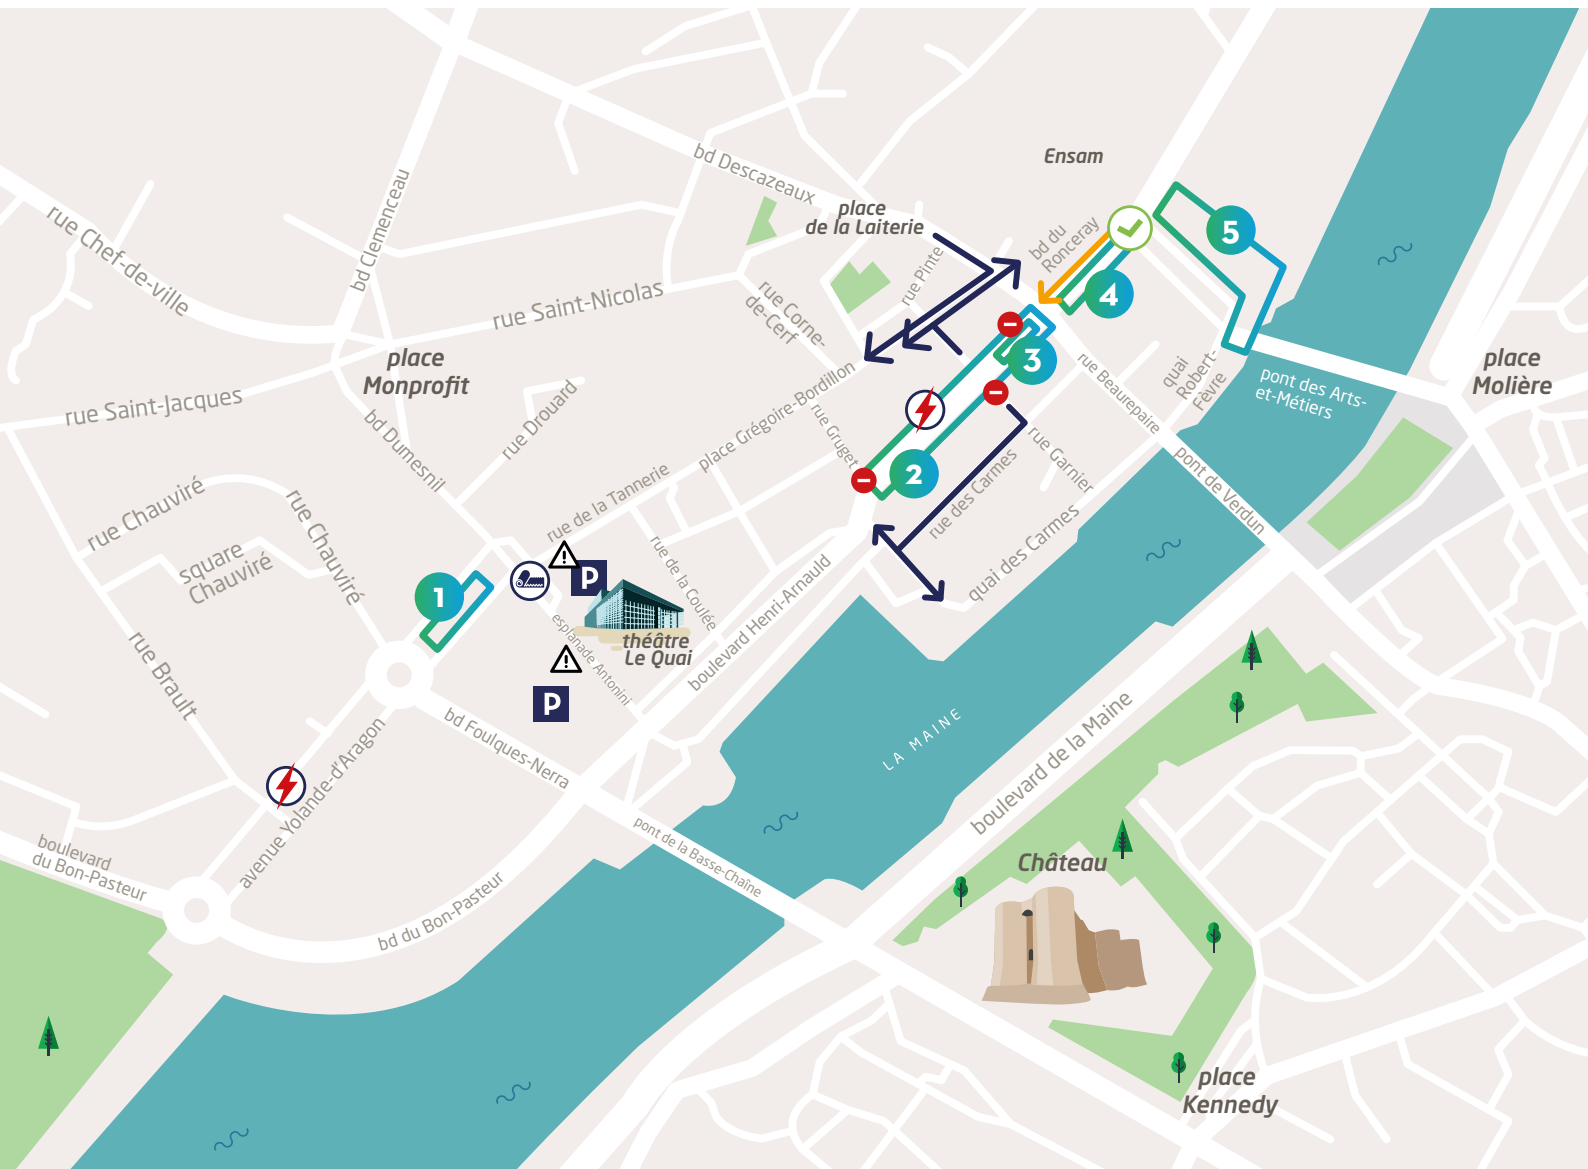 Ensam
bd Descazeaux
place
de la Laiterie
rue Chef-de-ville
bd Clemenceau
bd du
Ronceray
5
4
rue Pinte
rue Saint-Nicolas
rue Corne-
de-Cerf
3
place
Monprofit
rue Saint-Jacques
rue Beaurepaire
quai
Robert-
Fèvre
pont des Arts-
et-Métiers
place
Molière
bd Dumesnil
rue Drouard
place Grégoire-Bordillon
rue Gruget
2
rue Garnier
pont de Verdun
rue de la Tannerie
rue des Carmes
quai des Carmes
rue Chauviré
rue Chauviré
square
Chauviré
1
P
rue de la Coulée
théâtre
Le Quai
esplanade Antonini
boulevard Henri-Arnauld
P
rue Brault
bd Foulques-Nerra
avenue Yolande-d'Aragon
LA MAINE
boulevard de la Maine
pont de la Basse-Chaîne
boulevard
du Bon-Pasteur
bd du Bon-Pasteur
Château
place
Kennedy